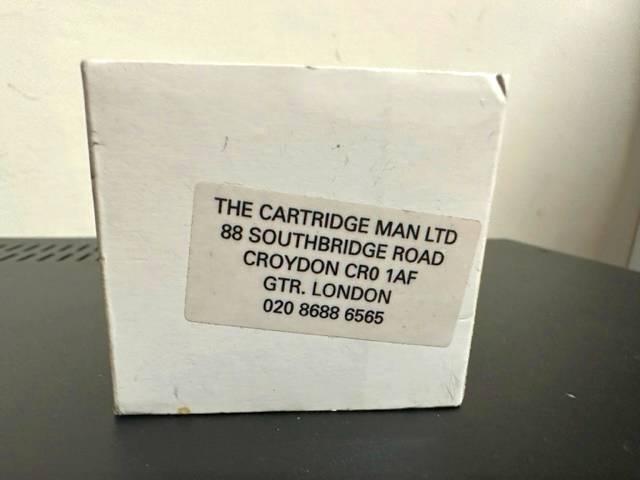 THE CARTRIDGE MAN LTD
88 SOUTHBRIDGE ROAD
CROYDON CR0 1AF
GTR. LONDON
020 8688 6565